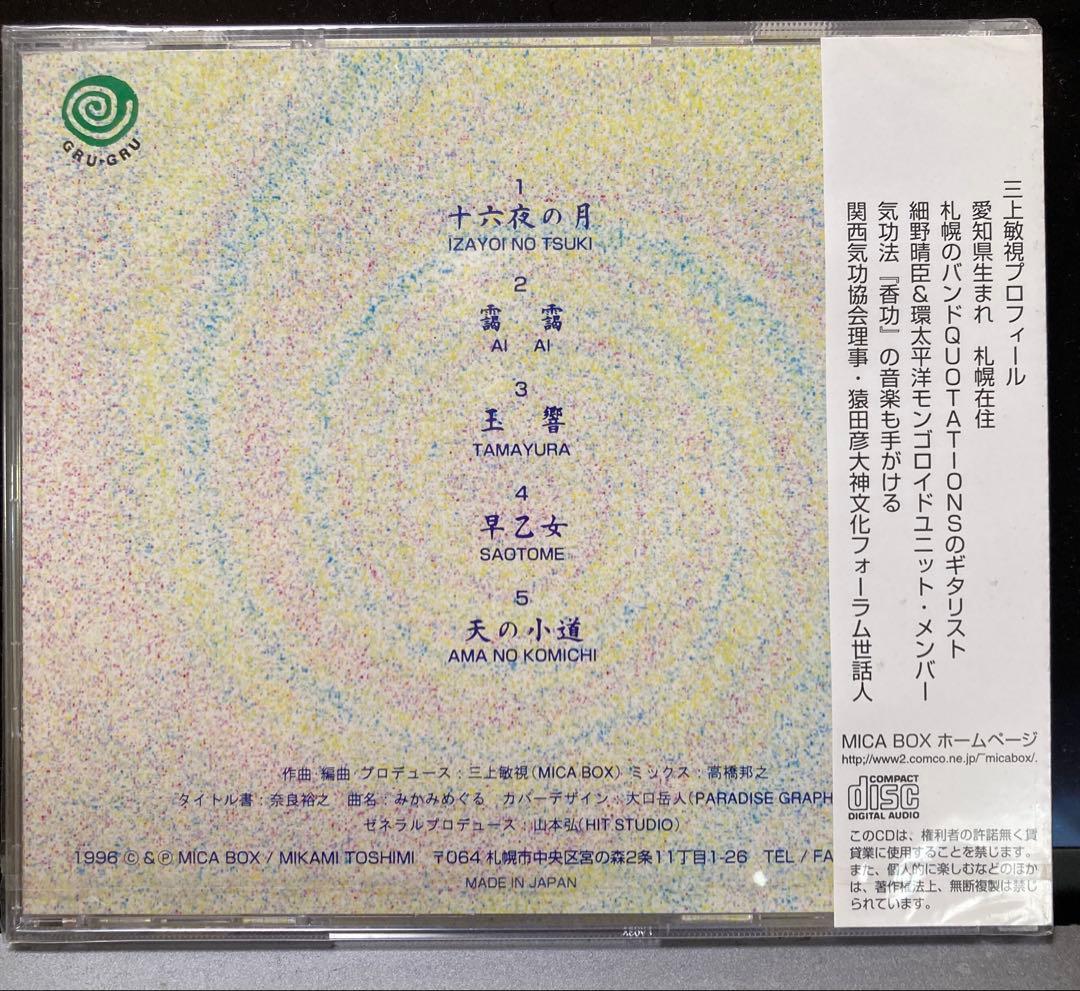 GRU・GRU
1
十六夜の月
IZAYOI NO TSUKI
2
靄 靄
AI AI
3
玉 響
TAMAYURA
4
早乙女
SAOTOME
5
天の小道
AMA NO KOMICHI
作曲・編曲・プロデュース：三上敏視(MICA BOX) ミックス：高橋邦之
タイトル書：奈良裕之 曲名：みかみめぐる カバーデザイン：大口岳人(PARADISE GRAPH
ゼネラルプロデュース：山本弘(HIT STUDIO)
1996 © & ℗ MICA BOX / MIKAMI TOSHIMI 〒064 札幌市中央区宮の森2条11丁目1-26 TEL / FA
MADE IN JAPAN
三上敏視プロフィール
愛知県生まれ 札幌在住
札幌のバンドQUOTATIONSのギタリスト
細野晴臣&環太平洋モンゴロイドユニット・メンバー
気功法『香功』の音楽も手がける
関西気功協会理事・猿田彦大神文化フォーラム世話人
MICA BOX ホームページ
http://www2.comco.ne.jp/~micabox/.
COMPACT
disc
DIGITAL AUDIO
このCDは、権利者の許諾無く賃
貸業に使用することを禁じます。
また、個人的に楽しむなどのほか
は、著作権法上、無断複製は禁じ
られています。